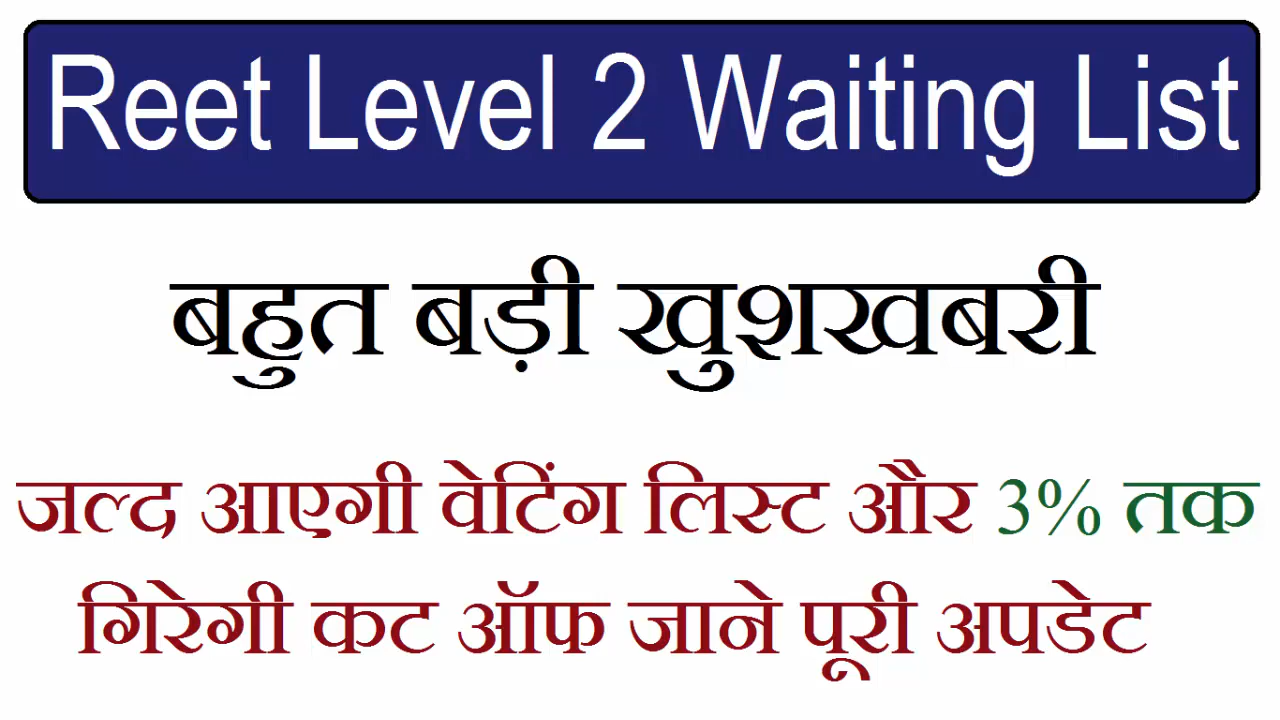 Reet Level 2 Waiting List
बहुत बड़ी खुशखबरी
जल्द आएगी वेटिंग लिस्ट और 3% तक
गिरेगी कट ऑफ जाने पूरी अपडेट